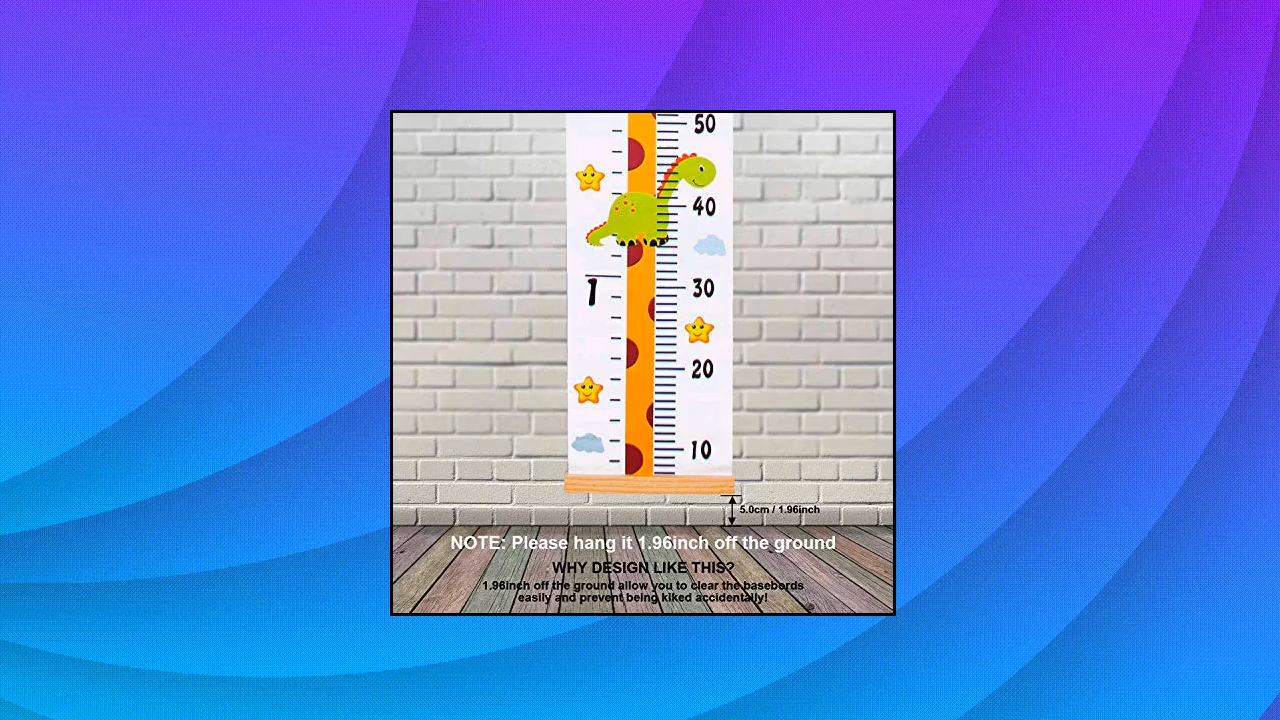 50
40
30
1
20
10
5.0cm / 1.96inch
NOTE: Please hang it 1.96inch off the ground
WHY DESIGN LIKE THIS?
1.96inch off the ground allow you to clear the basebords
easily and prevent being kiked accidentally!